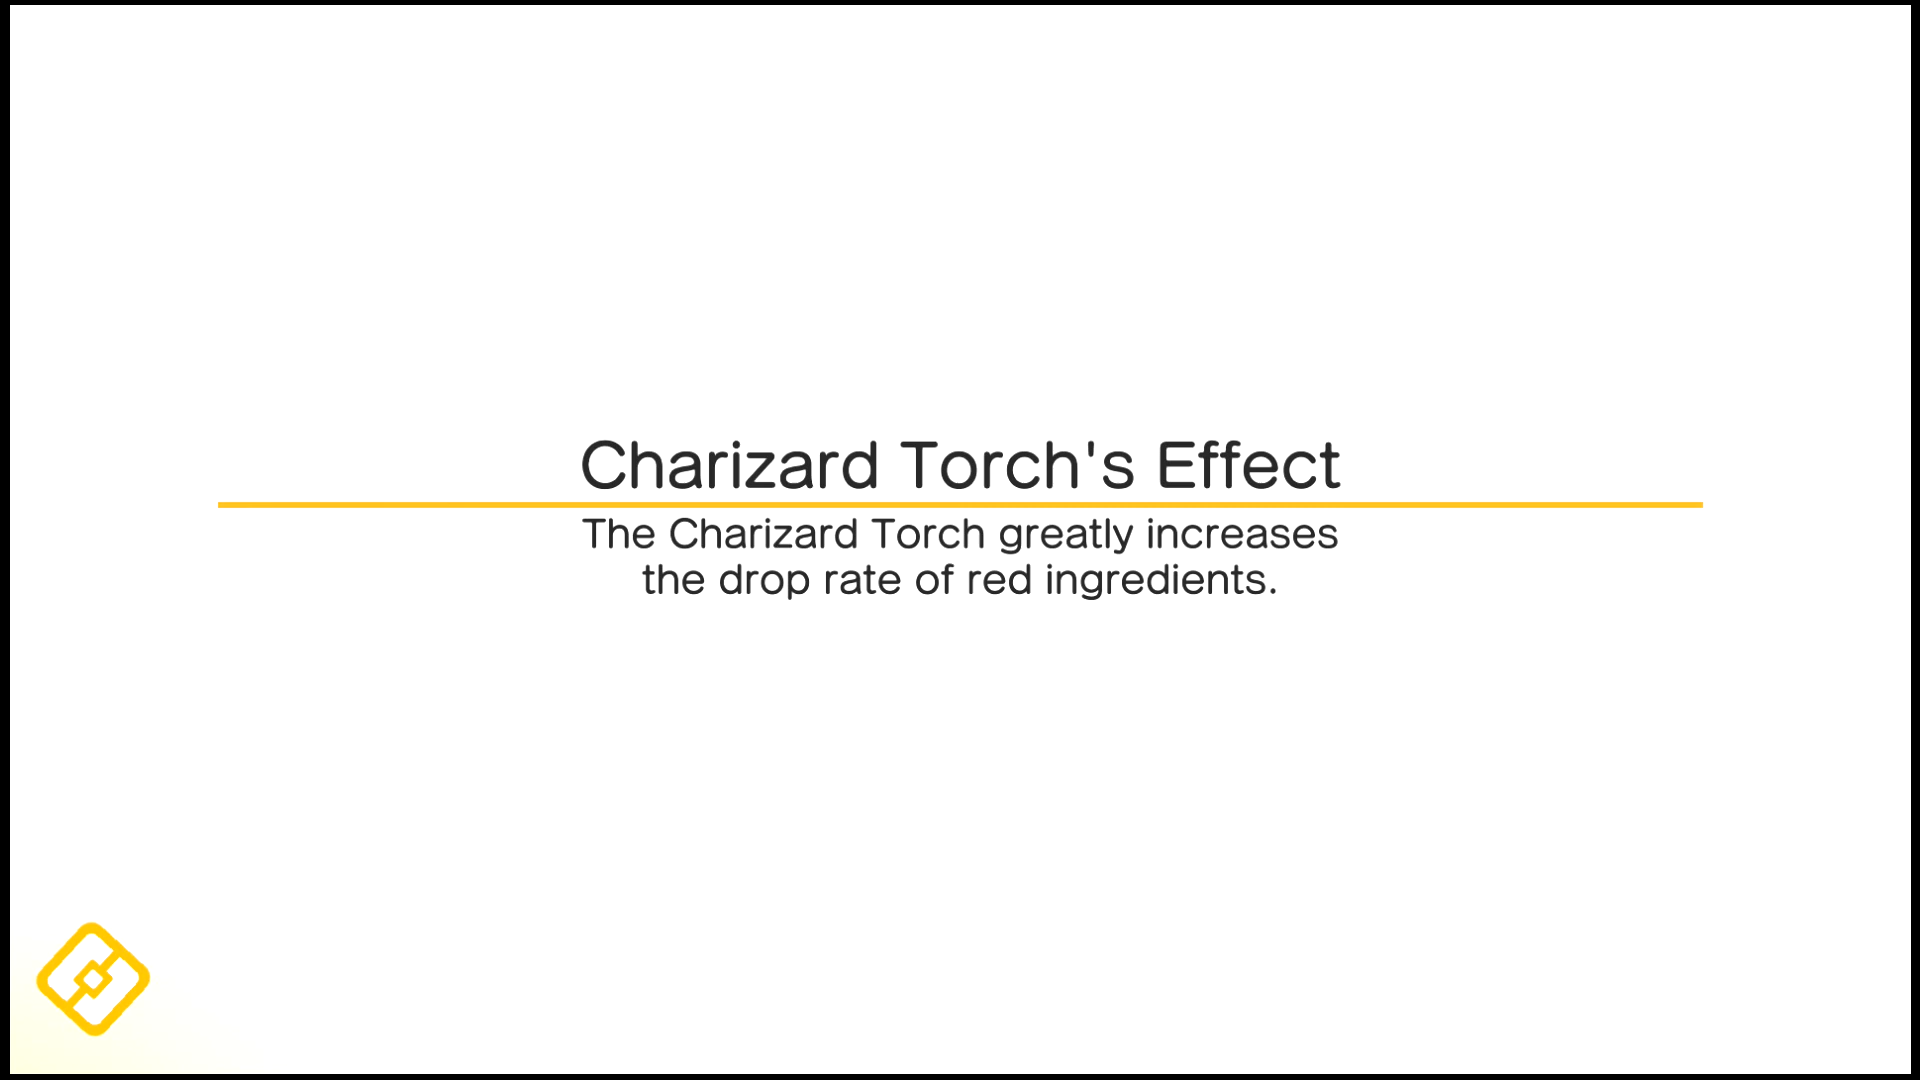 Charizard Torch's Effect
The Charizard Torch greatly increases
the drop rate of red ingredients.